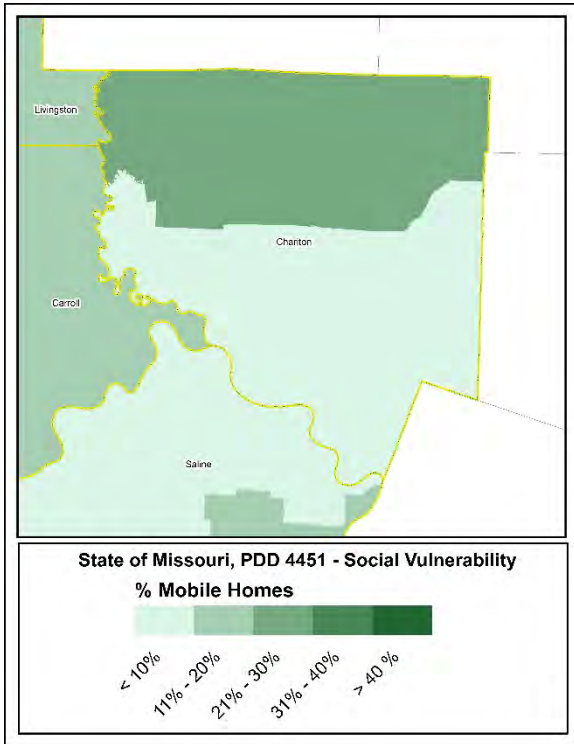 Livingston
Chariton
Carroll
Saline
State of Missouri, PDD 4451 - Social Vulnerability
% Mobile Homes
< 10%
11% - 20%
21% - 30%
31% - 40%
> 40 %